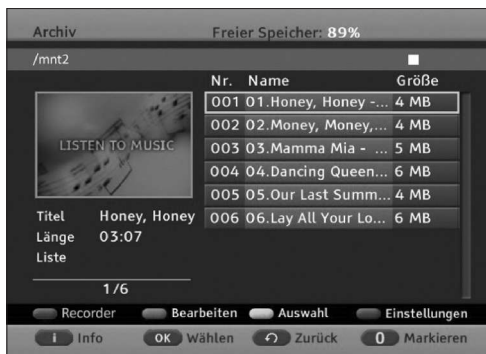 Archiv Freier Speicher: 89%
/mnt2
Nr. Name Größe
001 01.Honey, Honey -... 4 MB
002 02.Money, Money,... 4 MB
003 03.Mamma Mia - ... 5 MB
004 04.Dancing Queen... 6 MB
005 05.Our Last Summ... 4 MB
006 06.Lay All Your Lo... 6 MB
LISTEN TO MUSIC
Titel Honey, Honey
Länge 03:07
Liste
1/6
Recorder Bearbeiten Auswahl Einstellungen
i Info OK Wählen Zurück 0 Markieren